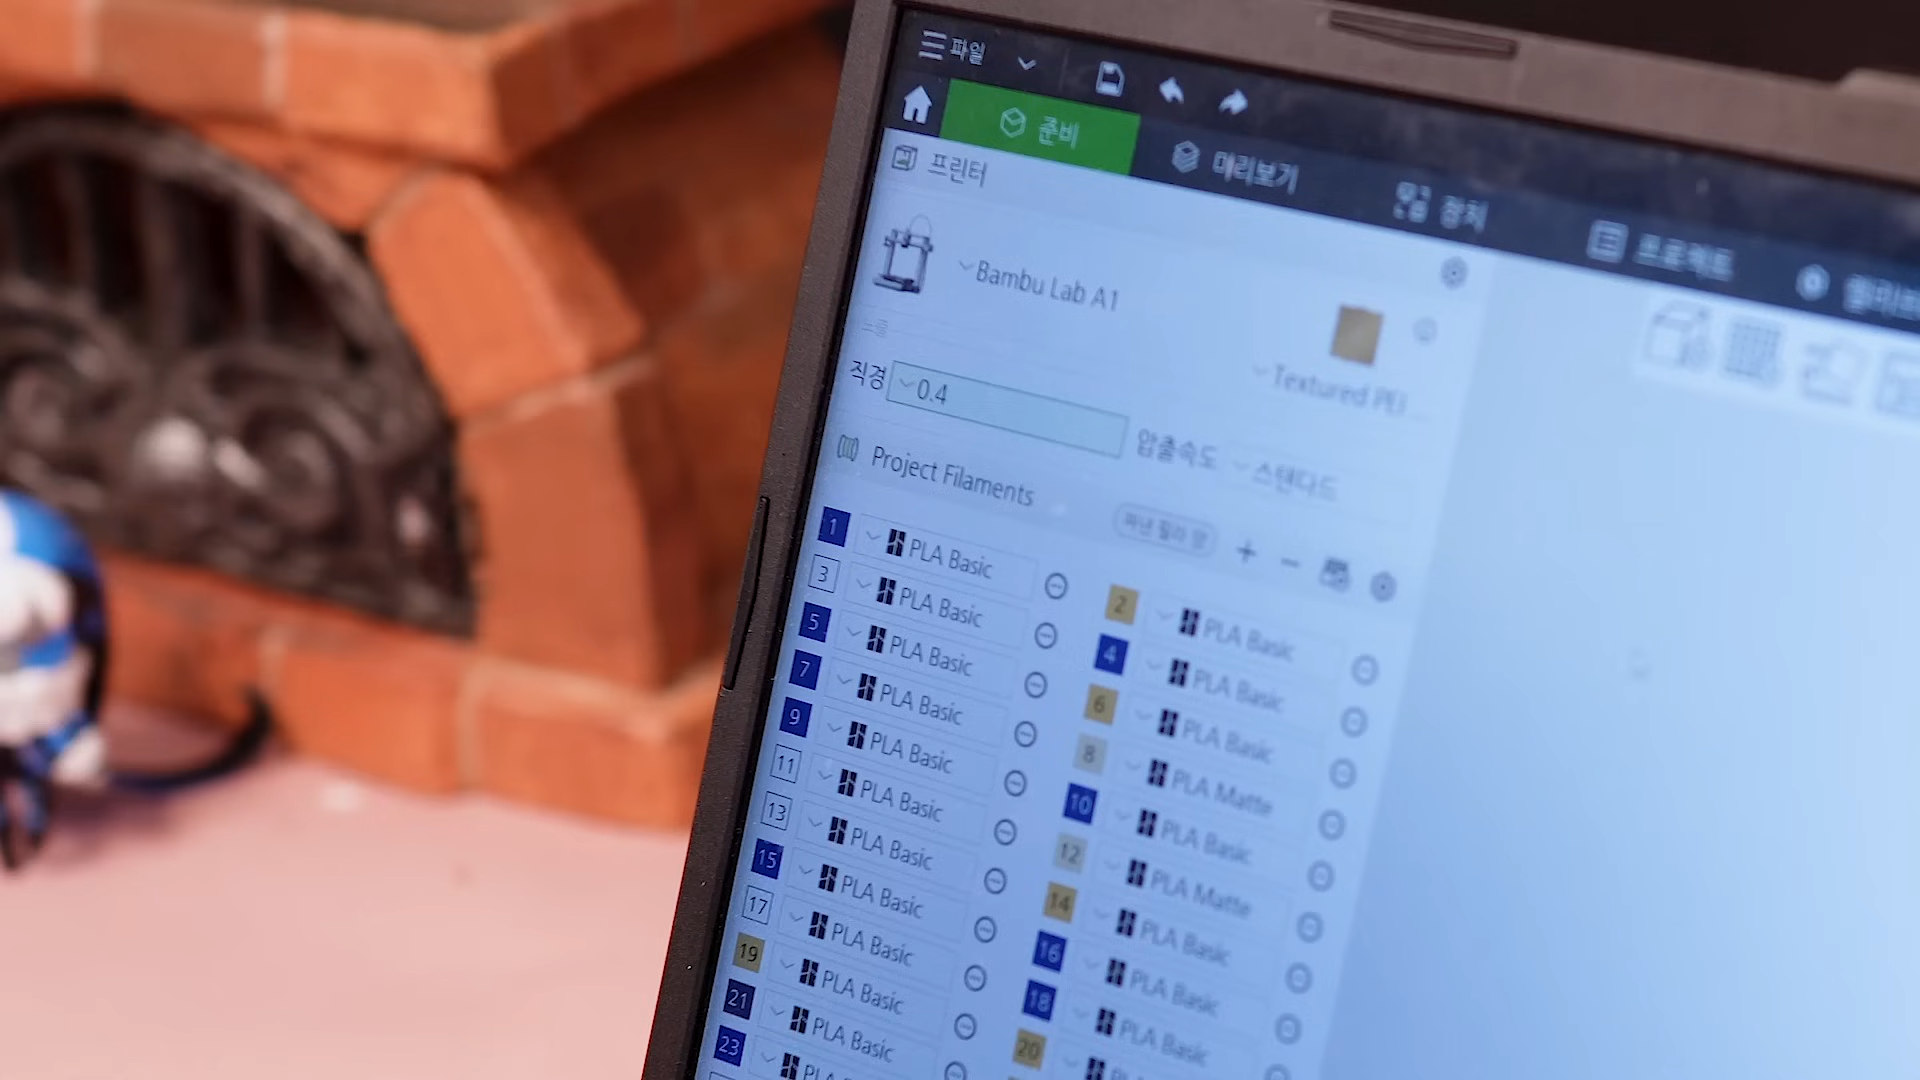 파일
준비
미리보기
장치
프로젝트
프린터
Bambu Lab A1
노즐
Textured PEI
직경
0.4
압출속도
스탠다드
Project Filaments
1 PLA Basic
2 PLA Basic
3 PLA Basic
4 PLA Basic
5 PLA Basic
6 PLA Basic
7 PLA Basic
8 PLA Matte
9 PLA Basic
10 PLA Basic
11 PLA Basic
12 PLA Matte
13 PLA Basic
14 PLA Basic
15 PLA Basic
16 PLA Basic
17 PLA Basic
18 PLA Basic
19 PLA Basic
20
21 PLA Basic
23 PLA